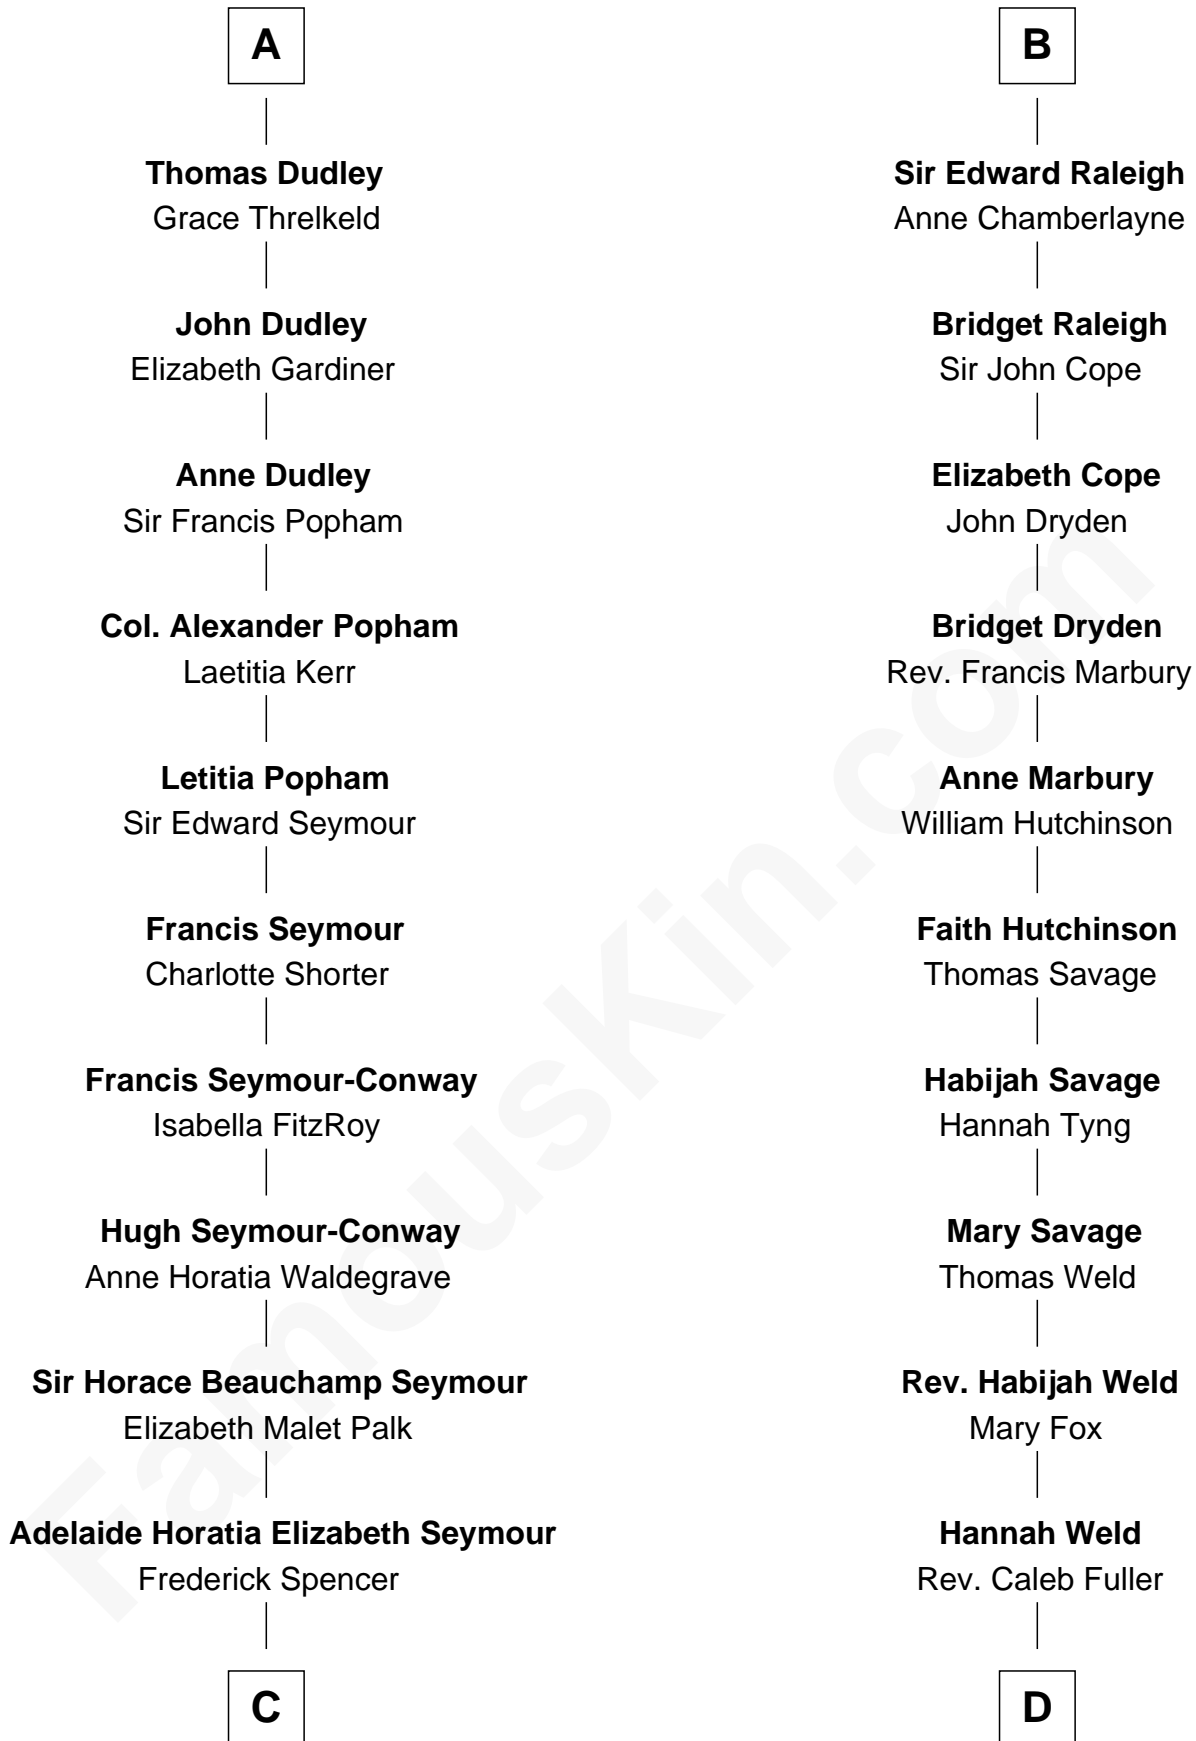 A
Thomas Dudley
Grace Threlkeld
John Dudley
Elizabeth Gardiner
Anne Dudley
Sir Francis Popham
Col. Alexander Popham
Laetitia Kerr
Letitia Popham
Sir Edward Seymour
Francis Seymour
Charlotte Shorter
Francis Seymour-Conway
Isabella FitzRoy
Hugh Seymour-Conway
Anne Horatia Waldegrave
Sir Horace Beauchamp Seymour
Elizabeth Malet Palk
Adelaide Horatia Elizabeth Seymour
Frederick Spencer
C
B
Sir Edward Raleigh
Anne Chamberlayne
Bridget Raleigh
Sir John Cope
Elizabeth Cope
John Dryden
Bridget Dryden
Rev. Francis Marbury
Anne Marbury
William Hutchinson
Faith Hutchinson
Thomas Savage
Habijah Savage
Hannah Tyng
Mary Savage
Thomas Weld
Rev. Habijah Weld
Mary Fox
Hannah Weld
Rev. Caleb Fuller
D
FamousKin.com